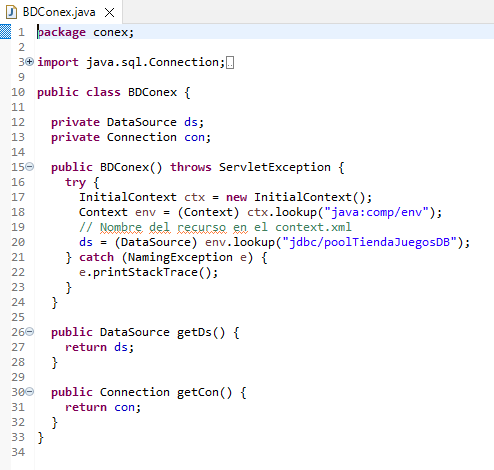 BDConex.java
1 package conex;
2
3 import java.sql.Connection;
10 public class BDConex {
11
12 private DataSource ds;
13 private Connection con;
14
15 public BDConex() throws ServletException {
16 try {
17 InitialContext ctx = new InitialContext();
18 Context env = (Context) ctx.lookup("java:comp/env");
19 // Nombre del recurso en el context.xml
20 ds = (DataSource) env.lookup("jdbc/poolTiendaJuegosDB");
21 } catch (NamingException e) {
22 e.printStackTrace();
23 }
24 }
25
26 public DataSource getDs() {
27 return ds;
28 }
29
30 public Connection getCon() {
31 return con;
32 }
33 }
34